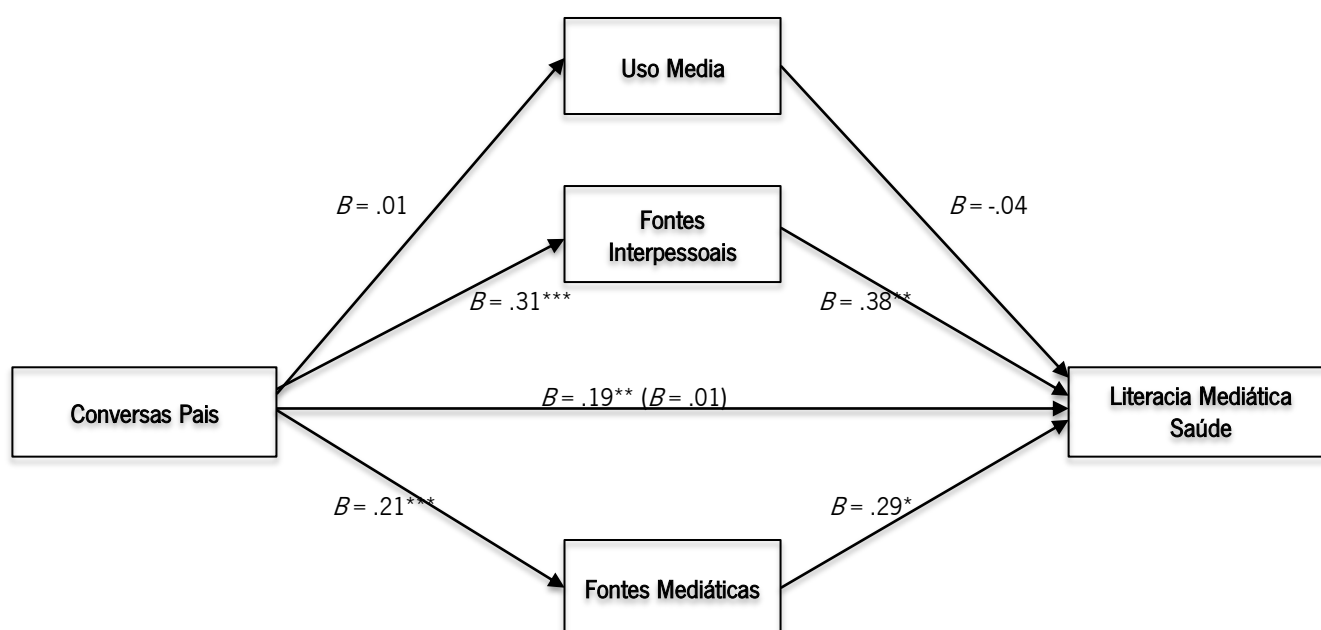 Uso Media
B = .01
B = -.04
Fontes
Interpessoais
B = .31***
B = .38**
Conversas Pais
B = .19** (B = .01)
Literacia Mediática
Saúde
B = .21***
B = .29*
Fontes Mediáticas